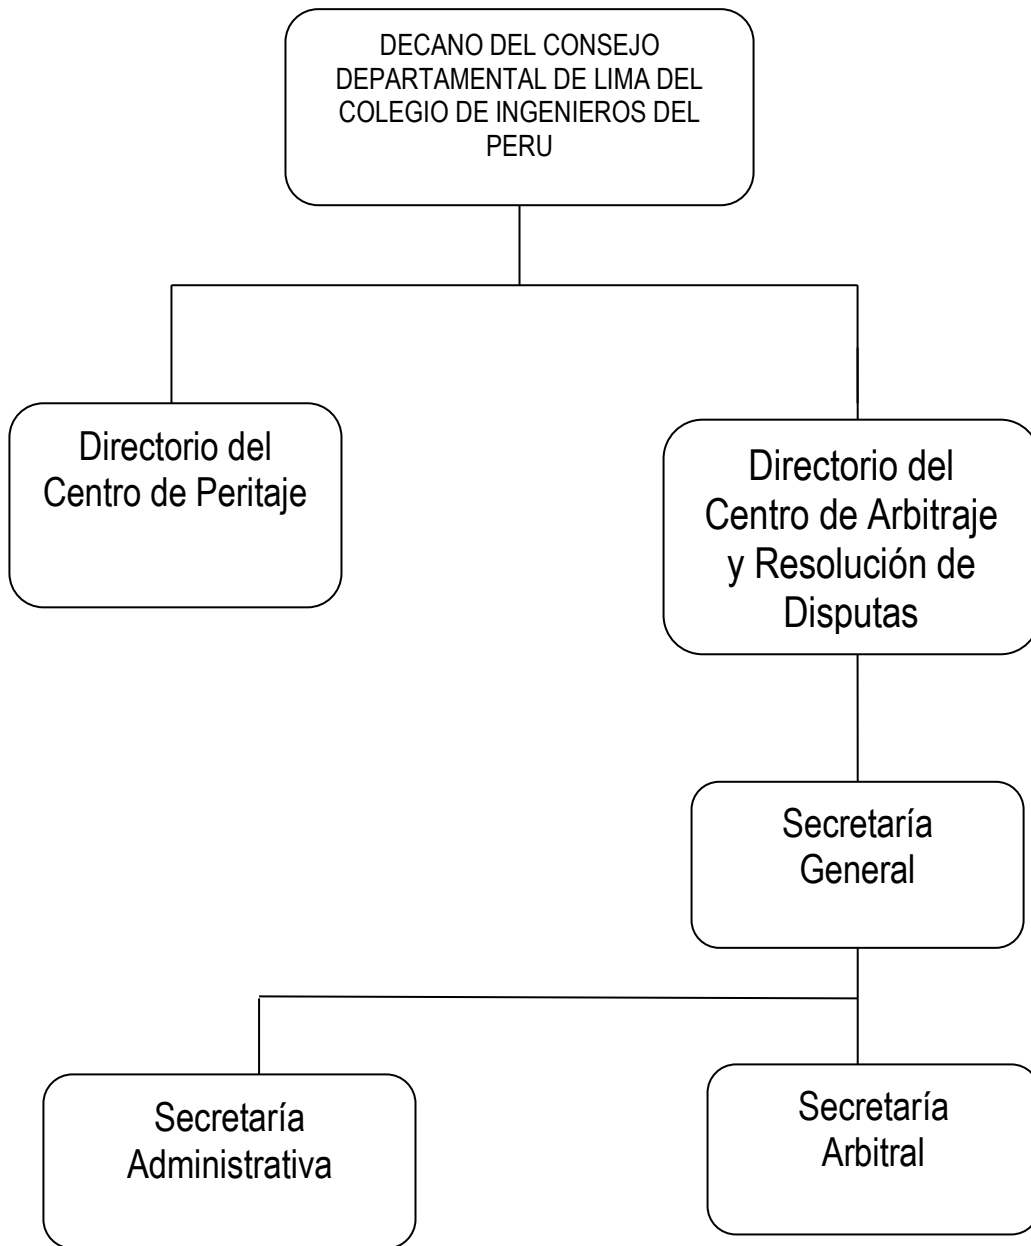 DECANO DEL CONSEJO
DEPARTAMENTAL DE LIMA DEL
COLEGIO DE INGENIEROS DEL
PERU
Directorio del
Centro de Peritaje
Directorio del
Centro de Arbitraje
y Resolución de
Disputas
Secretaría
General
Secretaría
Administrativa
Secretaría
Arbitral